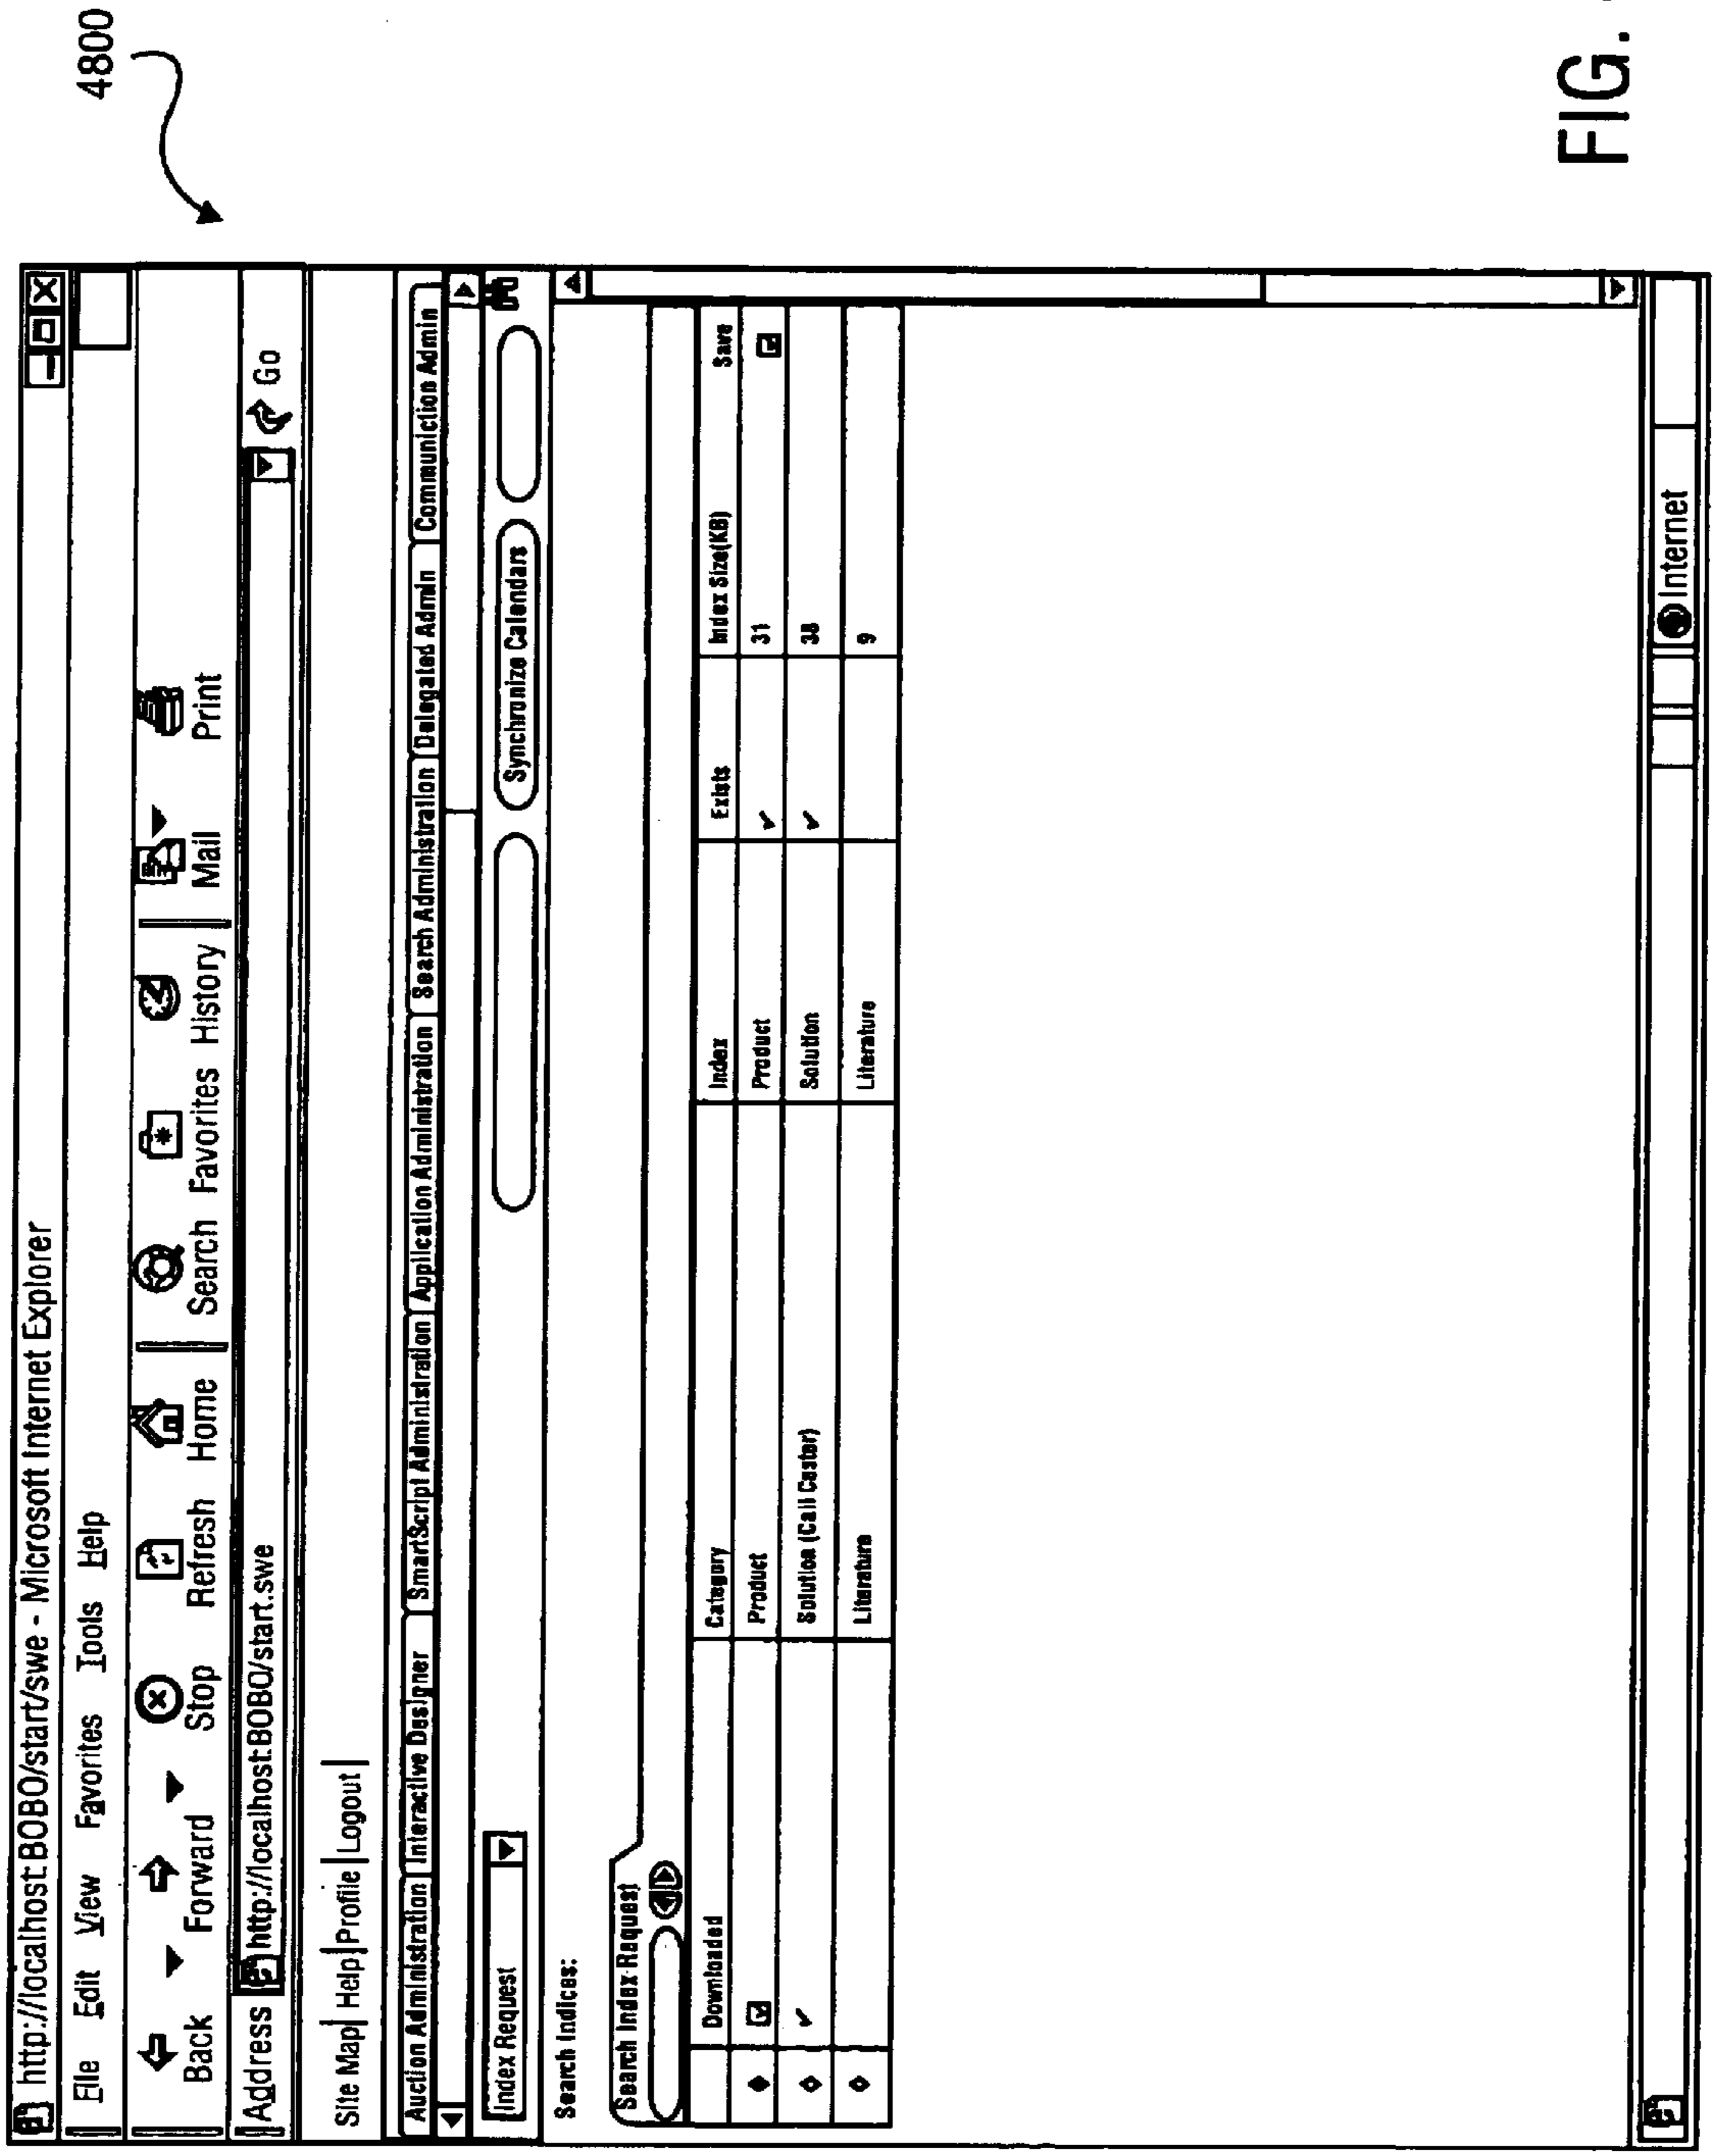 4800
http://localhost:BOBO/start/swe - Microsoft Internet Explorer
File Edit View Favorites Tools Help
Back Forward Stop Refresh Home Search Favorites History Mail Print
Address http://localhost:BOBO/start.swe Go
Site Map| Help|Profile|Logout|
Auction Administration Interactive Designer SmartScript Administration Application Administration Search Administration Delegated Admin Communiction Admin
Index Request Synchronize Calendars
Search Indices:
Search Index Request
Downloaded Category Index Exists Index Size(KB) Save
Product Product 31
Solution (Call Center) Solution 38
Literature Literature 9
Internet
FIG.